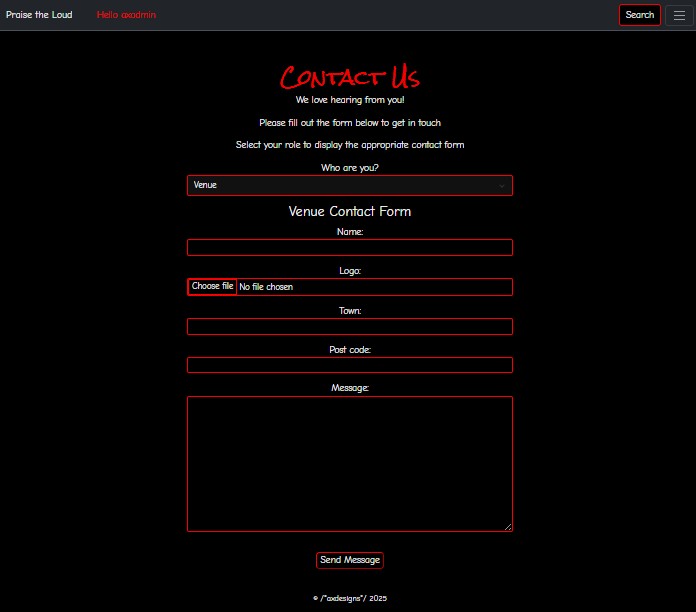 Praise the Loud Hello axadmin Search
Contact Us
We love hearing from you!
Please fill out the form below to get in touch
Select your role to display the appropriate contact form
Who are you?
Venue
Venue Contact Form
Name:
Logo:
Choose file No file chosen
Town:
Post code:
Message:
Send Message
© /"axdesigns"/ 2025